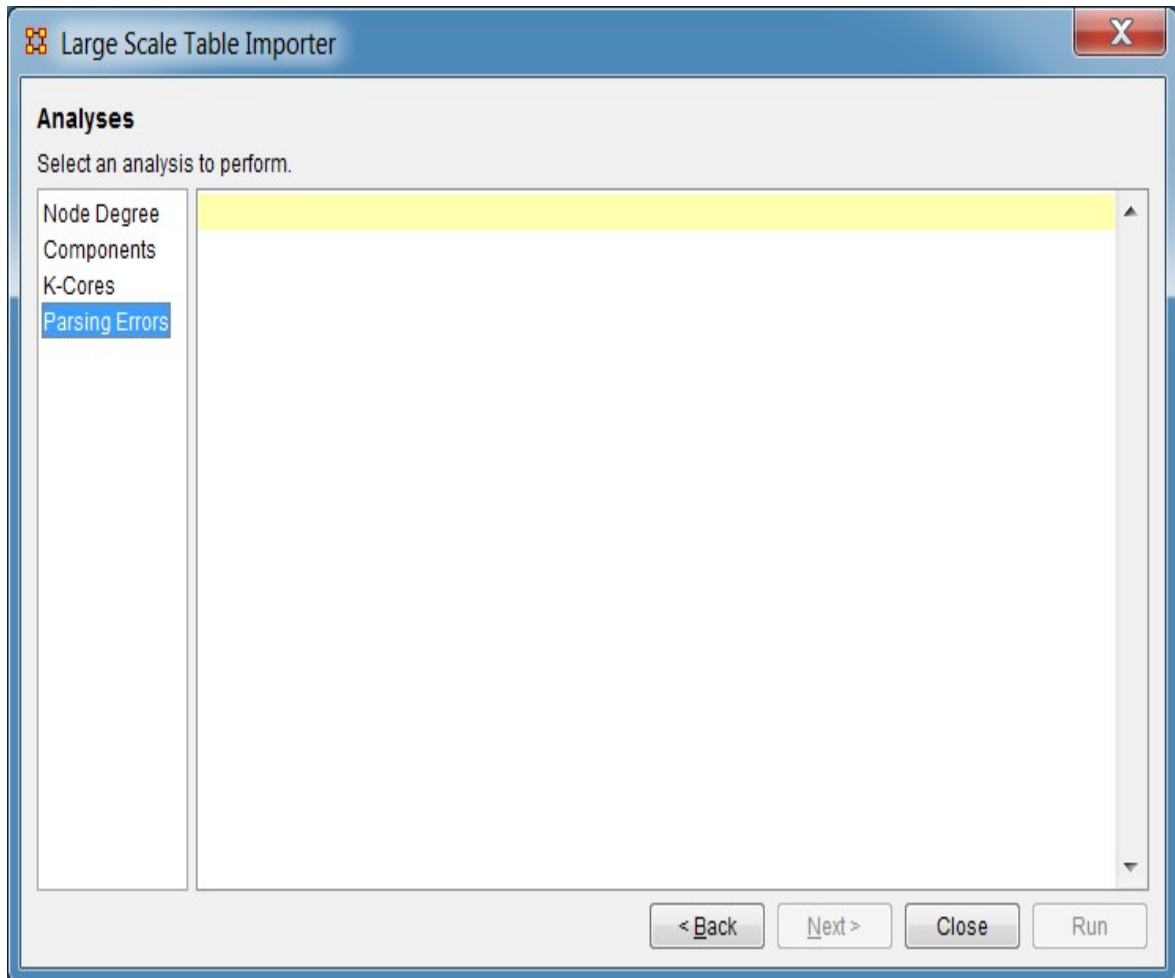 Large Scale Table Importer
X
Analyses
Select an analysis to perform.
Node Degree
Components
K-Cores
Parsing Errors
< Back
Next >
Close
Run